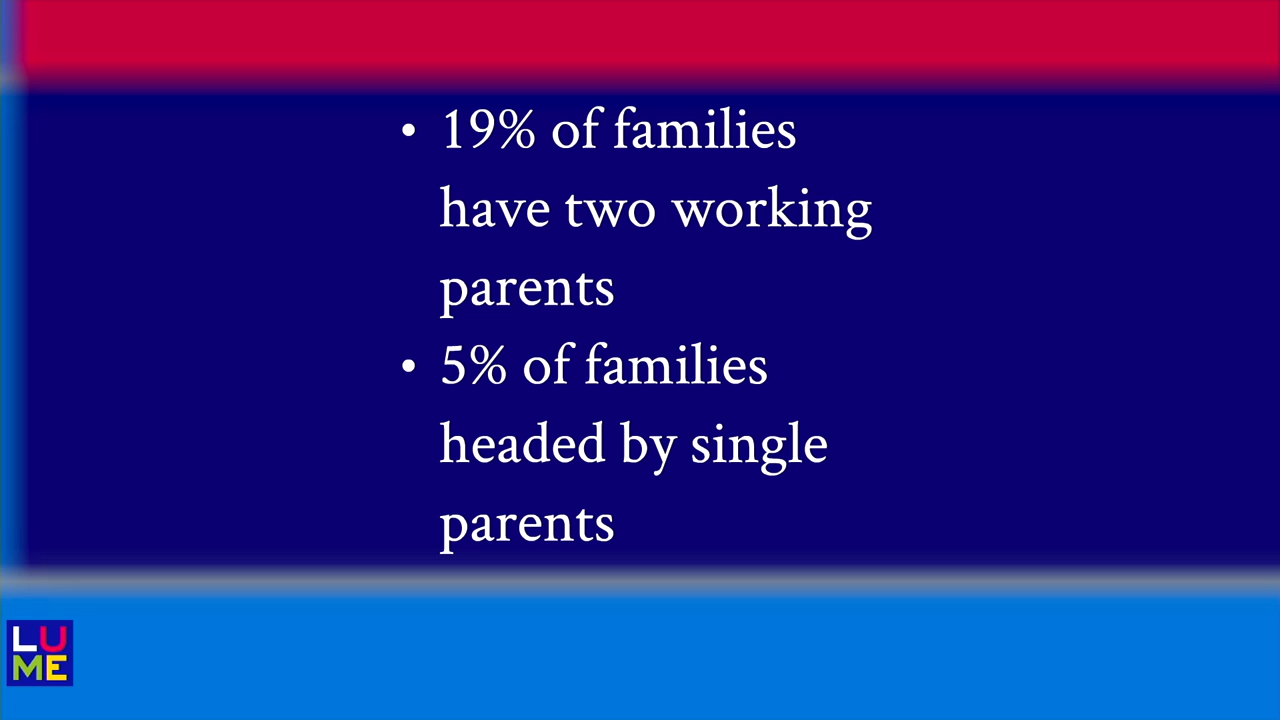 • 19% of families
have two working
parents
• 5% of families
headed by single
parents
LU
ME